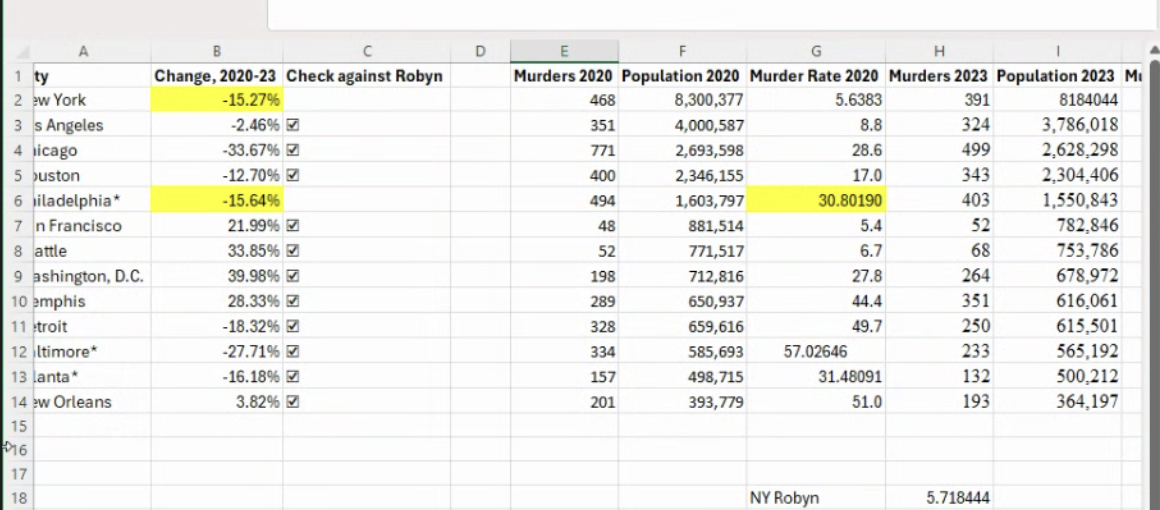 A B C D E F G H I
1 ty Change, 2020-23 Check against Robyn Murders 2020 Population 2020 Murder Rate 2020 Murders 2023 Population 2023 Mu
2 ew York -15.27% 468 8,300,377 5.6383 391 8184044
3 s Angeles -2.46% ☑ 351 4,000,587 8.8 324 3,786,018
4 icago -33.67% ☑ 771 2,693,598 28.6 499 2,628,298
5 ouston -12.70% ☑ 400 2,346,155 17.0 343 2,304,406
6 iladelphia* -15.64% 494 1,603,797 30.80190 403 1,550,843
7 n Francisco 21.99% ☑ 48 881,514 5.4 52 782,846
8 attle 33.85% ☑ 52 771,517 6.7 68 753,786
9 ashington, D.C. 39.98% ☑ 198 712,816 27.8 264 678,972
10 emphis 28.33% ☑ 289 650,937 44.4 351 616,061
11 etroit -18.32% ☑ 328 659,616 49.7 250 615,501
12 ltimore* -27.71% ☑ 334 585,693 57.02646 233 565,192
13 lanta* -16.18% ☑ 157 498,715 31.48091 132 500,212
14 ew Orleans 3.82% ☑ 201 393,779 51.0 193 364,197
15
16
17
18 NY Robyn 5.718444